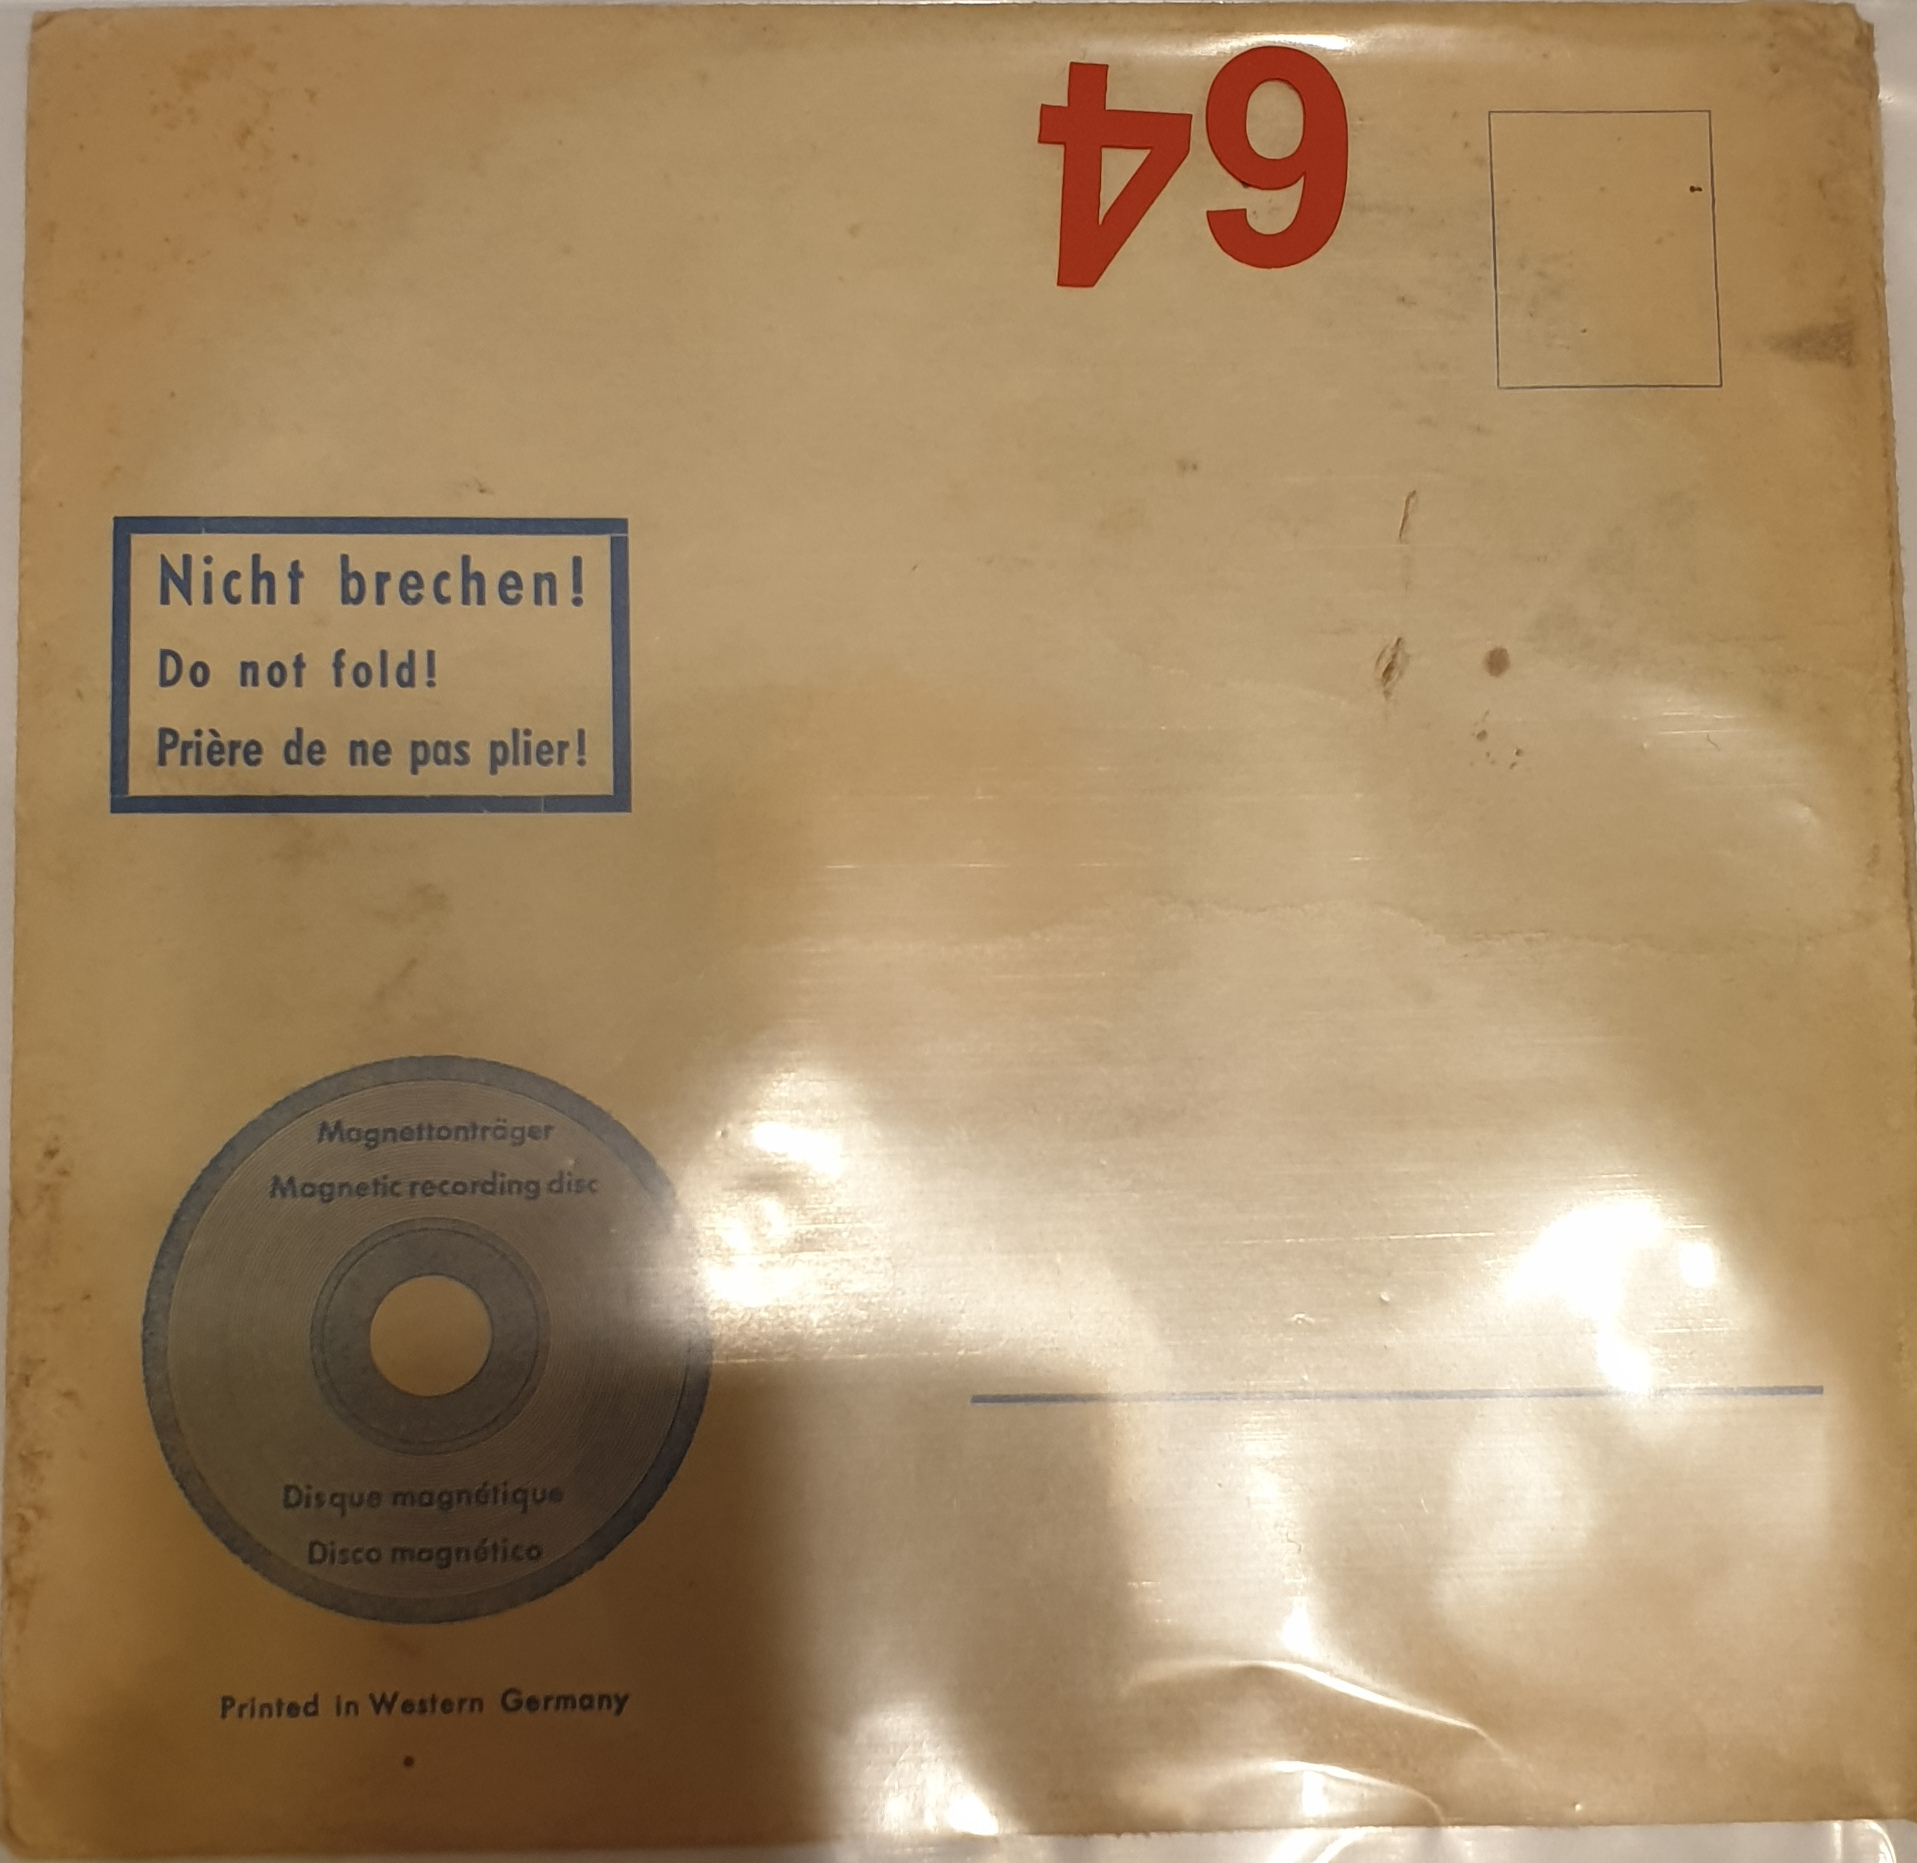 64
Nicht brechen!
Do not fold!
Prière de ne pas plier!
Magnettonträger
Magnetic recording disc
Disque magnétique
Disco magnético
Printed in Western Germany